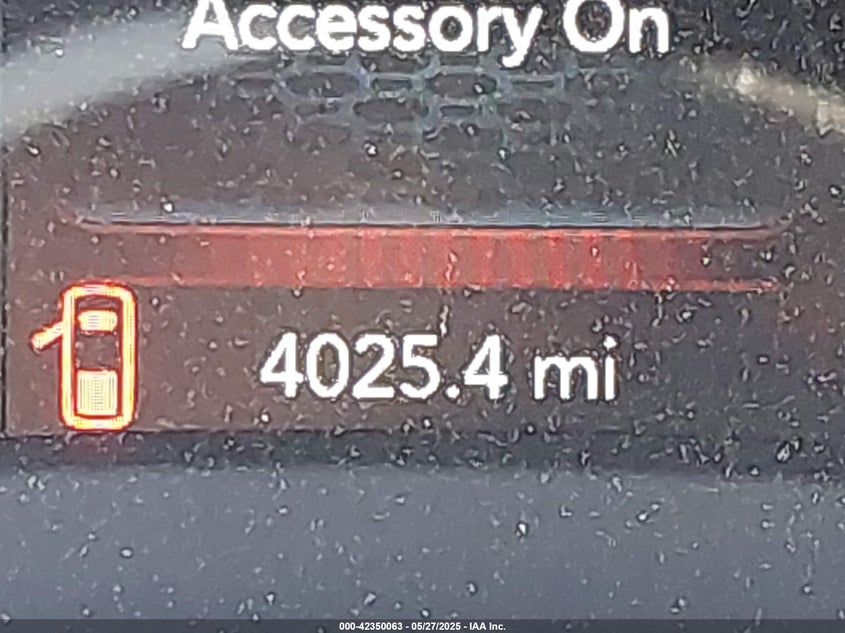 Accessory On
4025.4 mi
000-42350063 - 05/27/2025 - IAA Inc.